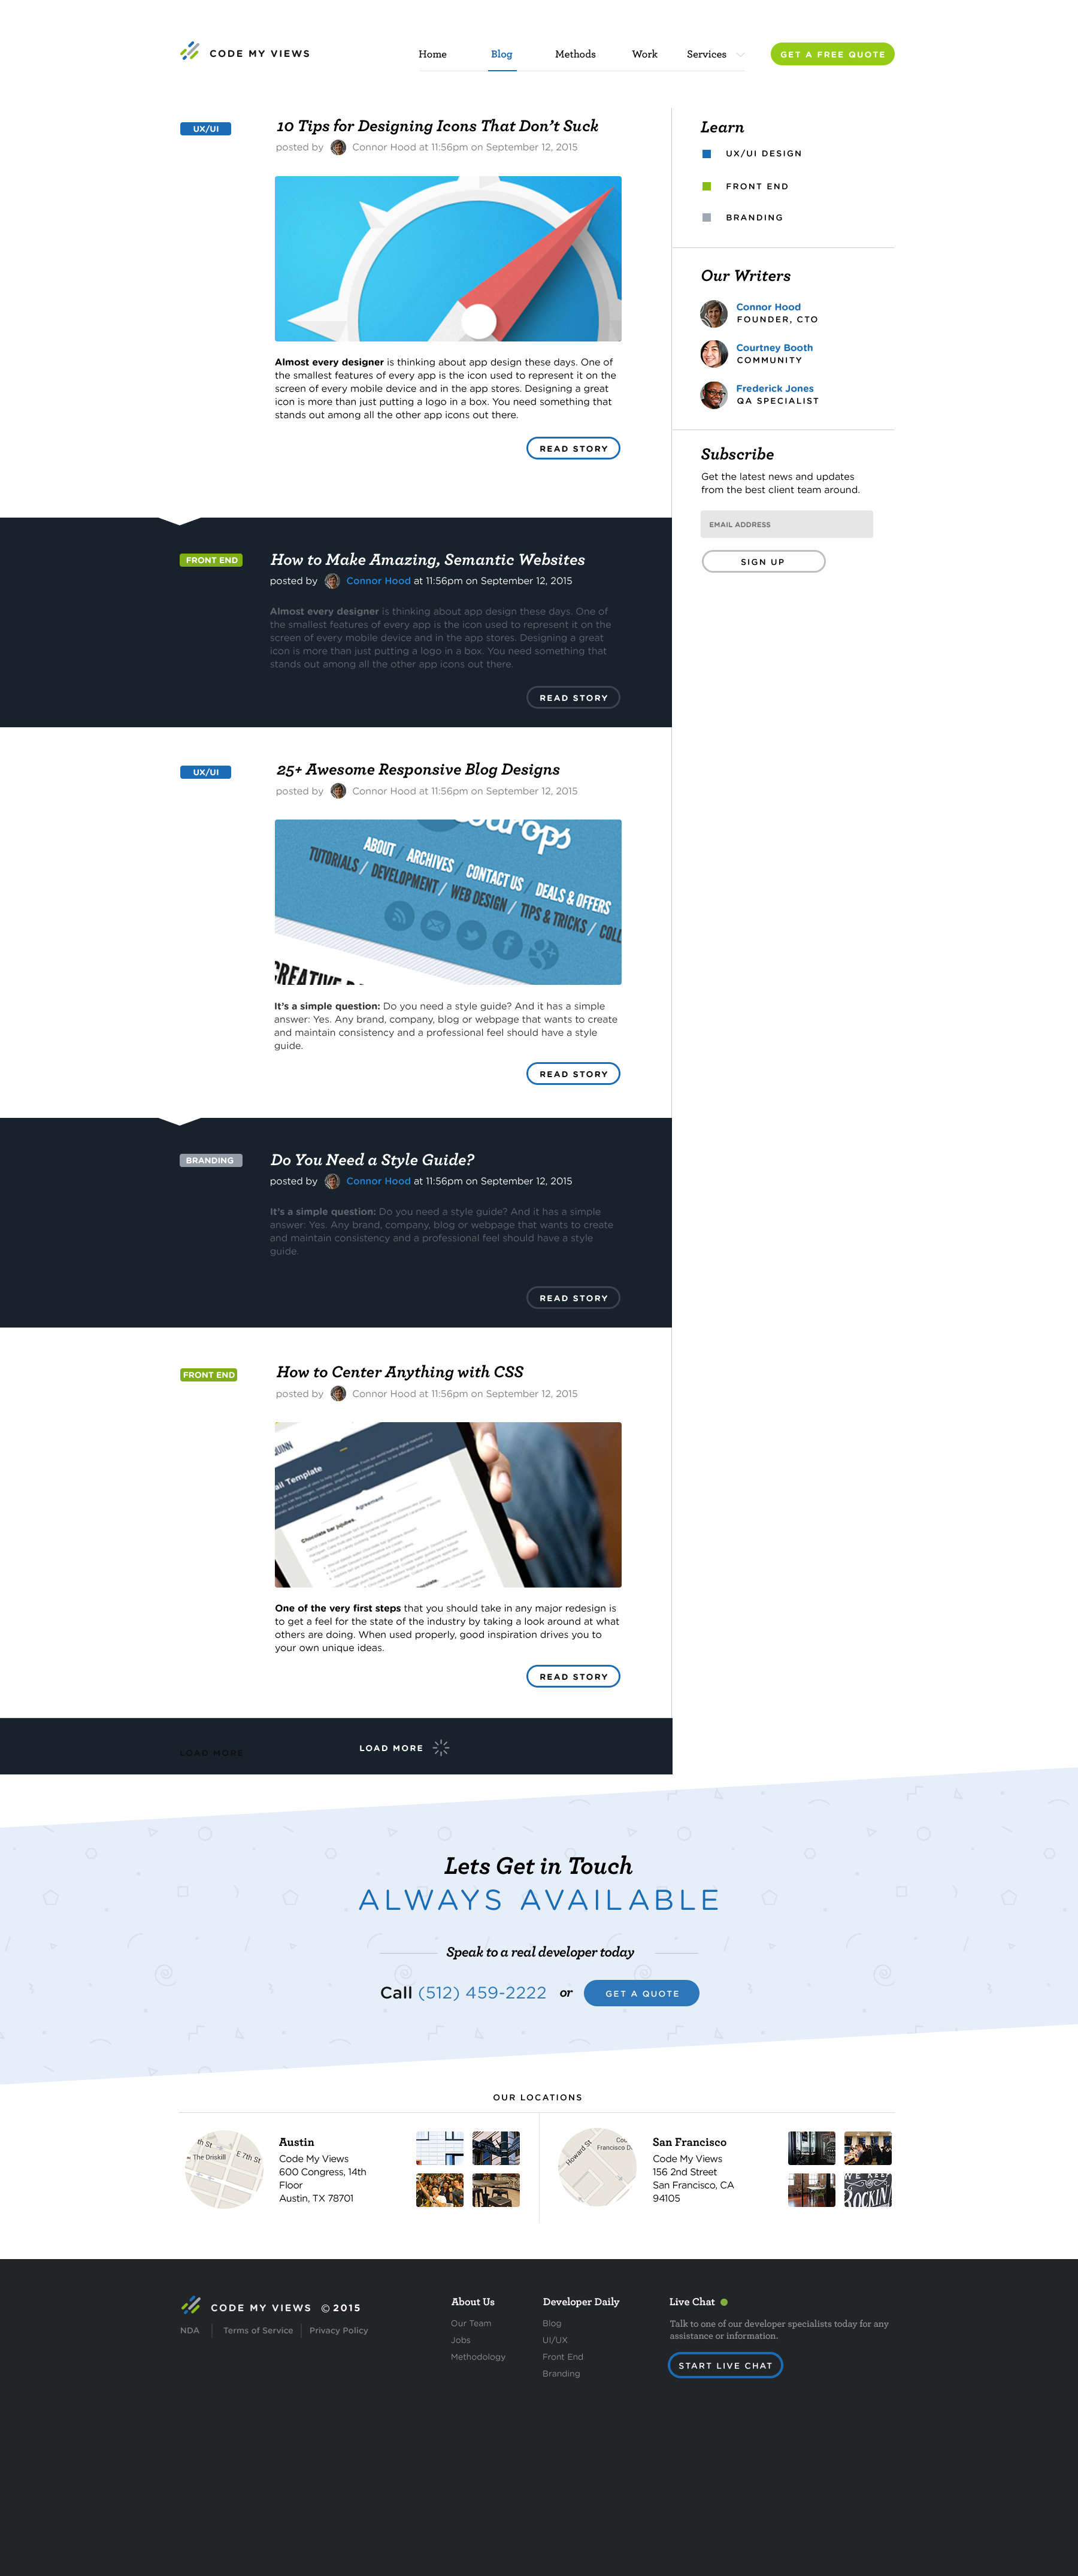 CODE MY VIEWS
Home Blog Methods Work Services
GET A FREE QUOTE
UX/UI
10 Tips for Designing Icons That Don't Suck
posted by Connor Hood at 11:56pm on September 12, 2015
Almost every designer is thinking about app design these days. One of
the smallest features of every app is the icon used to represent it on the
screen of every mobile device and in the app stores. Designing a great
icon is more than just putting a logo in a box. You need something that
stands out among all the other app icons out there.
READ STORY
Learn
UX/UI DESIGN
FRONT END
BRANDING
Our Writers
Connor Hood
FOUNDER, CTO
Courtney Booth
COMMUNITY
Frederick Jones
QA SPECIALIST
Subscribe
Get the latest news and updates
from the best client team around.
EMAIL ADDRESS
SIGN UP
FRONT END
How to Make Amazing, Semantic Websites
posted by Connor Hood at 11:56pm on September 12, 2015
Almost every designer is thinking about app design these days. One of
the smallest features of every app is the icon used to represent it on the
screen of every mobile device and in the app stores. Designing a great
icon is more than just putting a logo in a box. You need something that
stands out among all the other app icons out there.
READ STORY
UX/UI
25+ Awesome Responsive Blog Designs
posted by Connor Hood at 11:56pm on September 12, 2015
ABOUT / ARCHIVES / CONTACT US / DEALS & OFFERS
TUTORIALS / DEVELOPMENT / WEB DESIGN / TIPS & TRICKS / COLL
CREATIVE
It's a simple question: Do you need a style guide? And it has a simple
answer: Yes. Any brand, company, blog or webpage that wants to create
and maintain consistency and a professional feel should have a style
guide.
READ STORY
BRANDING
Do You Need a Style Guide?
posted by Connor Hood at 11:56pm on September 12, 2015
It's a simple question: Do you need a style guide? And it has a simple
answer: Yes. Any brand, company, blog or webpage that wants to create
and maintain consistency and a professional feel should have a style
guide.
READ STORY
FRONT END
How to Center Anything with CSS
posted by Connor Hood at 11:56pm on September 12, 2015
QUINN
ail Template
Agreement
Chocolate bar jujubes.
One of the very first steps that you should take in any major redesign is
to get a feel for the state of the industry by taking a look around at what
others are doing. When used properly, good inspiration drives you to
your own unique ideas.
READ STORY
LOAD MORE
LOAD MORE
Lets Get in Touch
ALWAYS AVAILABLE
Speak to a real developer today
Call (512) 459-2222 or GET A QUOTE
OUR LOCATIONS
th St
The Driskill
E 7th St
Austin
Code My Views
600 Congress, 14th
Floor
Austin, TX 78701
Howard St
Francisco
San Francisco
Code My Views
156 2nd Street
San Francisco, CA
94105
WE KEEP
ROCKIN'
CODE MY VIEWS © 2015
NDA Terms of Service Privacy Policy
About Us
Our Team
Jobs
Methodology
Developer Daily
Blog
UI/UX
Front End
Branding
Live Chat
Talk to one of our developer specialists today for any
assistance or information.
START LIVE CHAT